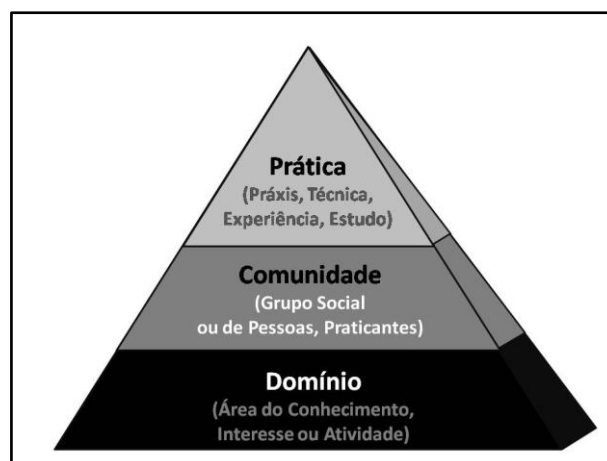 Prática
(Práxis, Técnica,
Experiência, Estudo)
Comunidade
(Grupo Social
ou de Pessoas, Praticantes)
Domínio
(Área do Conhecimento,
Interesse ou Atividade)